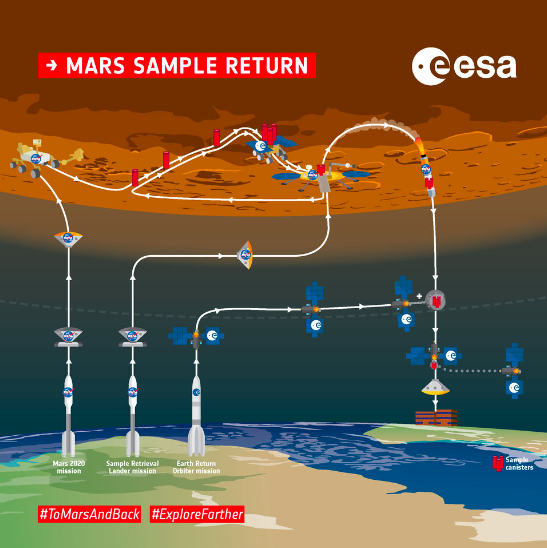 → MARS SAMPLE RETURN
esa
Mars 2020
mission
Sample Retrieval
Lander mission
Earth Return
Orbiter mission
Sample
canisters
#ToMarsAndBack #ExploreFarther